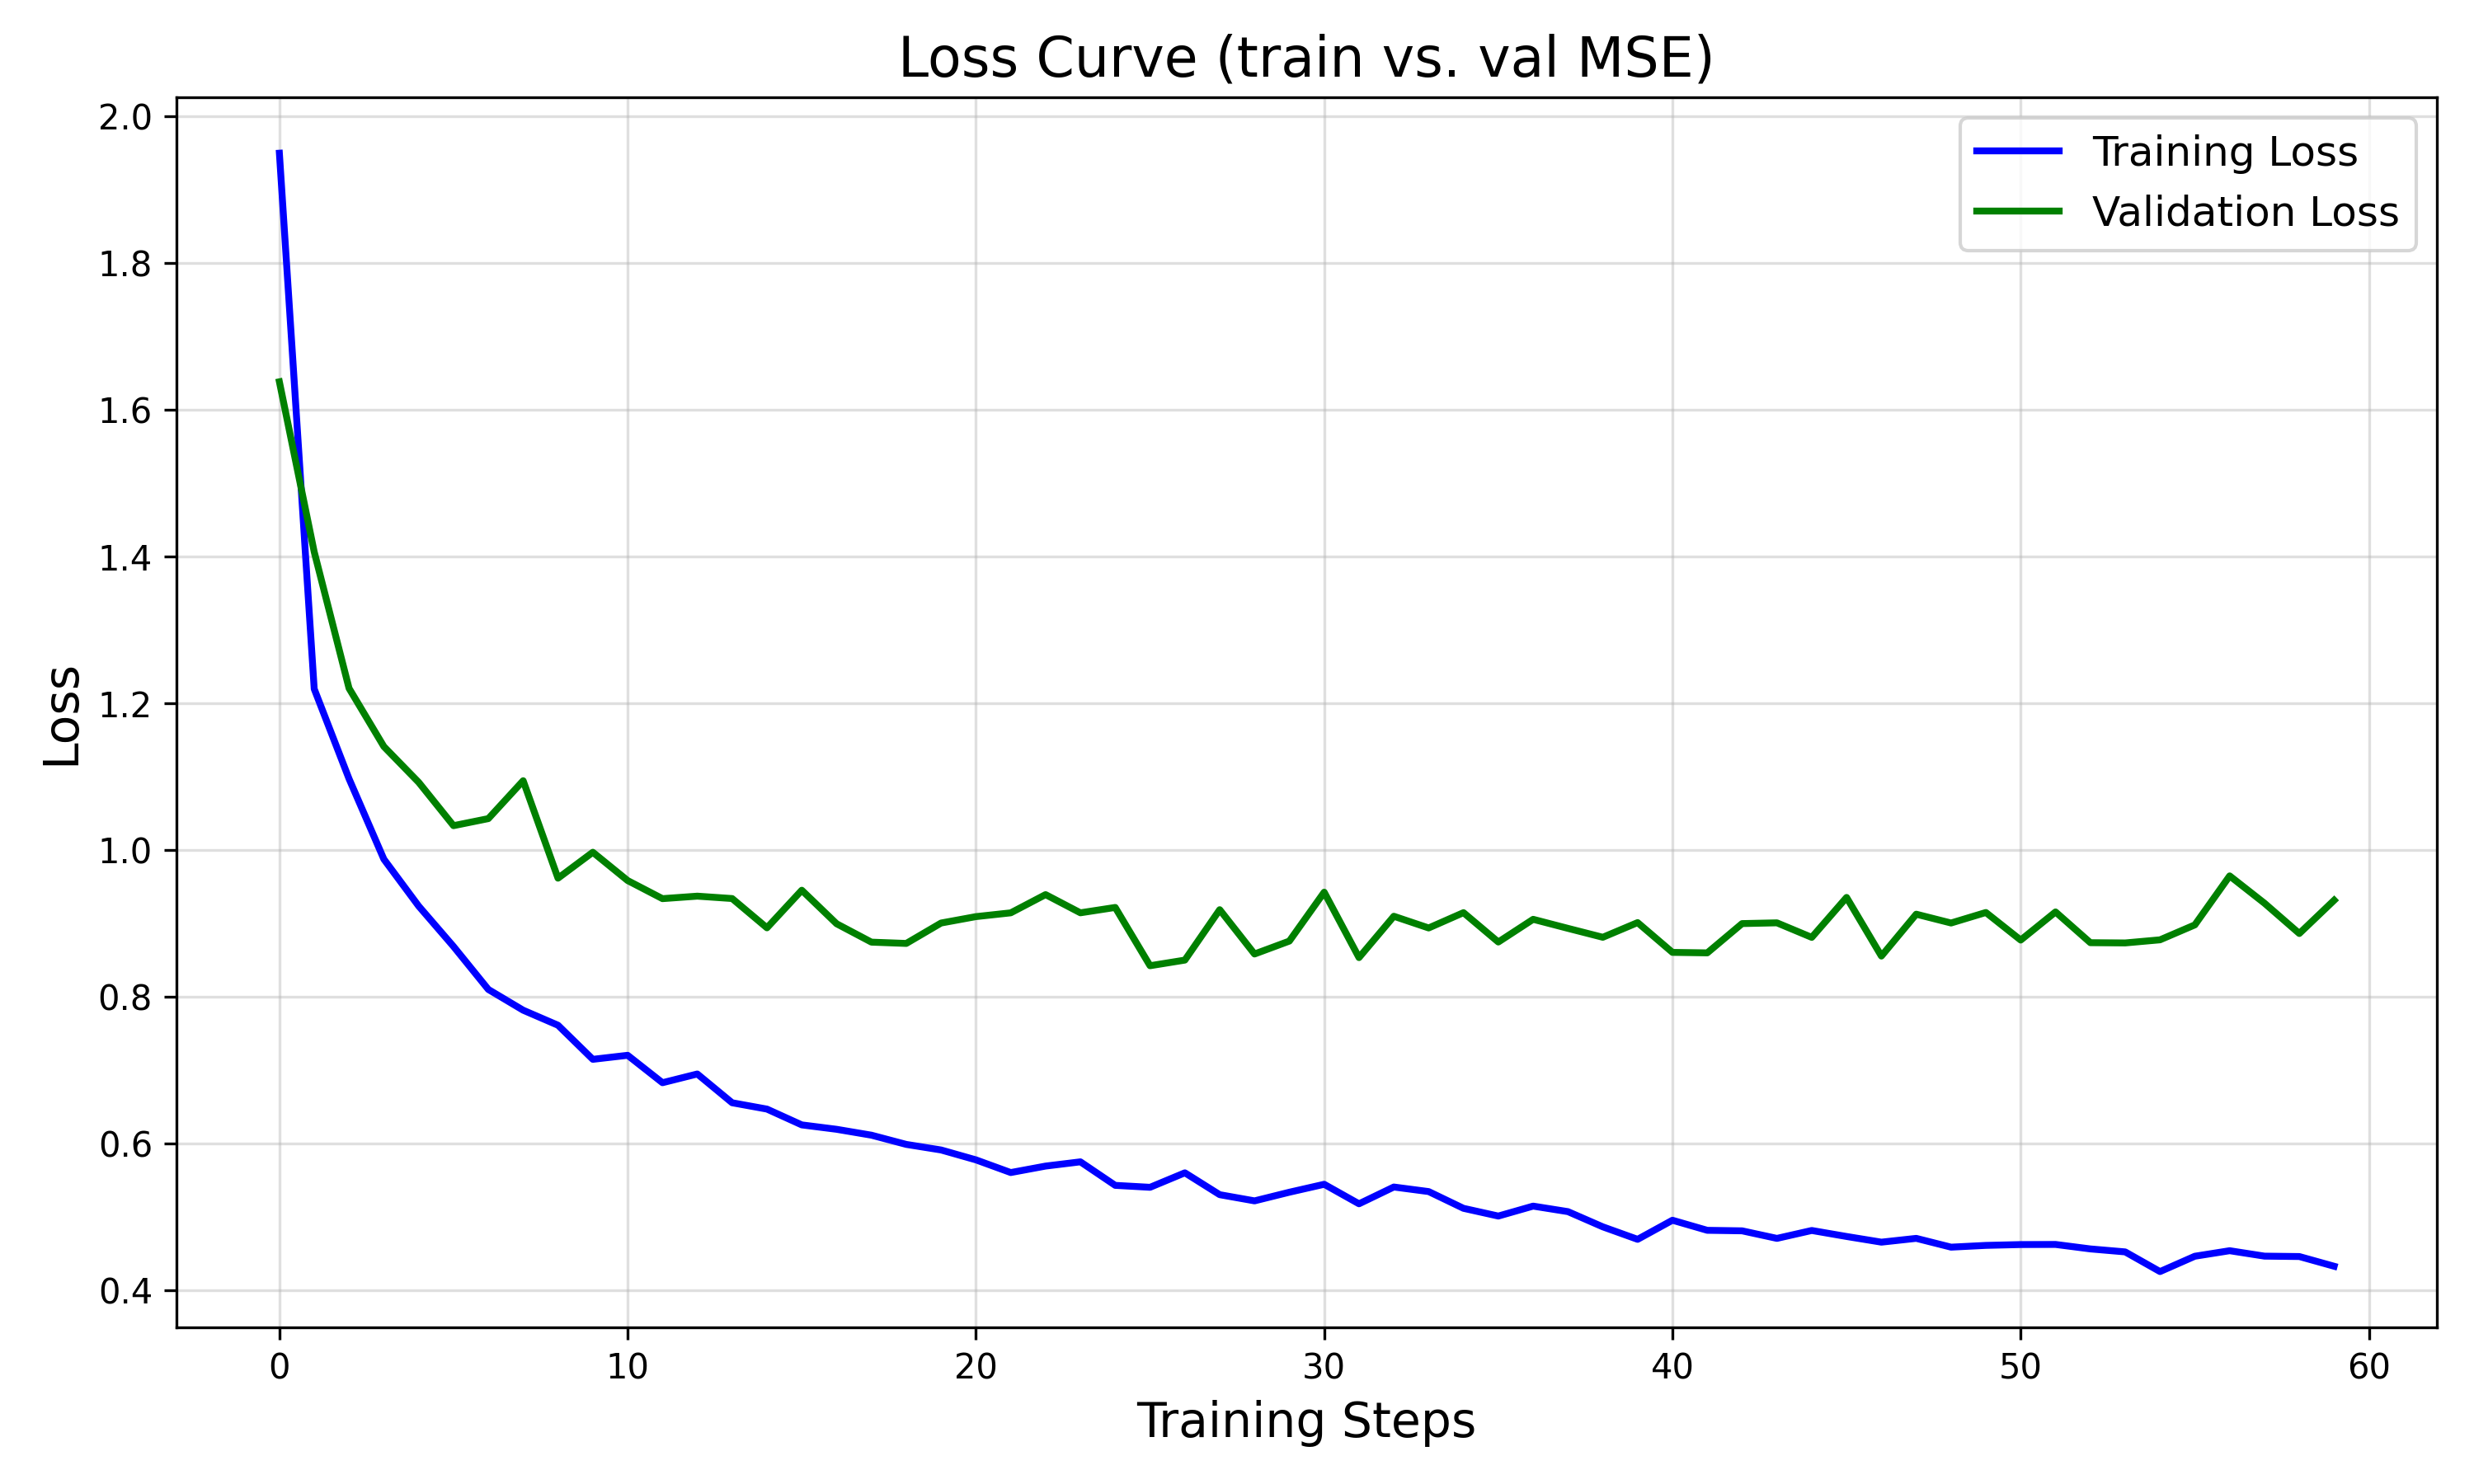 Loss Curve (train vs. val MSE)
Training Loss
Validation Loss
2.0
1.8
1.6
1.4
1.2
1.0
0.8
0.6
0.4
Loss
0 10 20 30 40 50 60
Training Steps